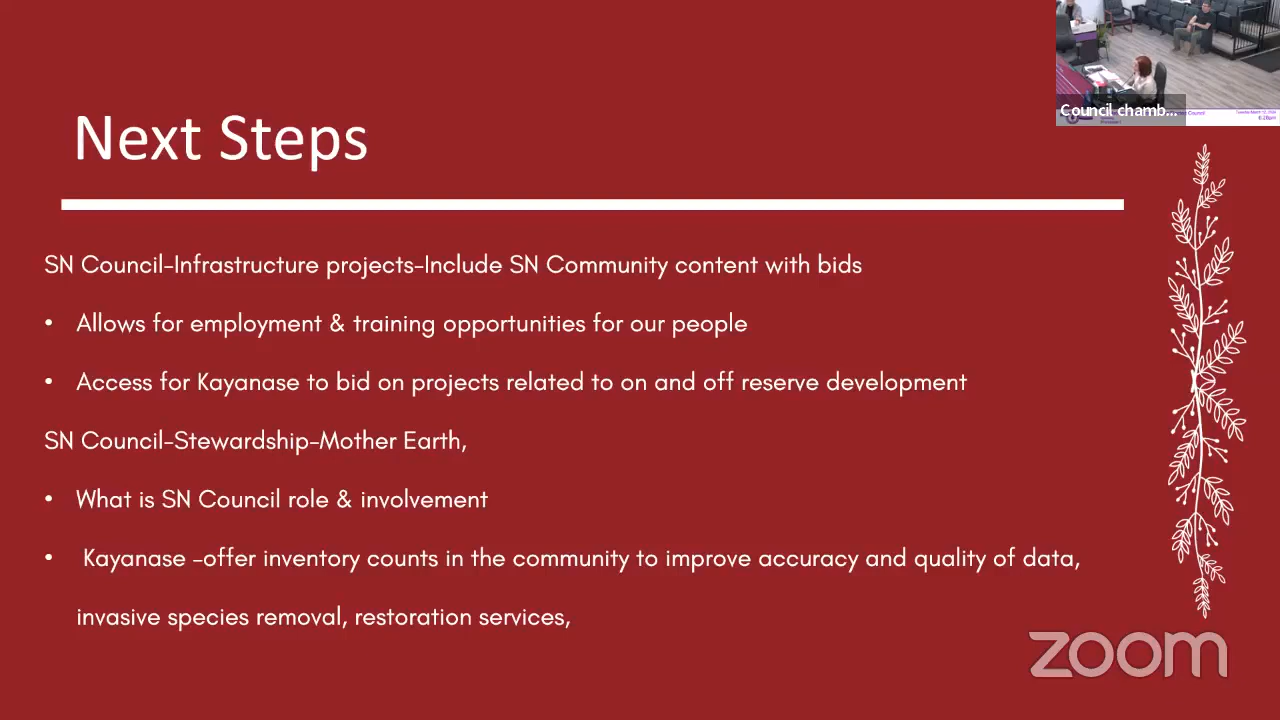 Council chamb...
Next Steps
SN Council-Infrastructure projects-Include SN Community content with bids
• Allows for employment & training opportunities for our people
• Access for Kayanase to bid on projects related to on and off reserve development
SN Council-Stewardship-Mother Earth,
• What is SN Council role & involvement
• Kayanase -offer inventory counts in the community to improve accuracy and quality of data,
invasive species removal, restoration services,
zoom